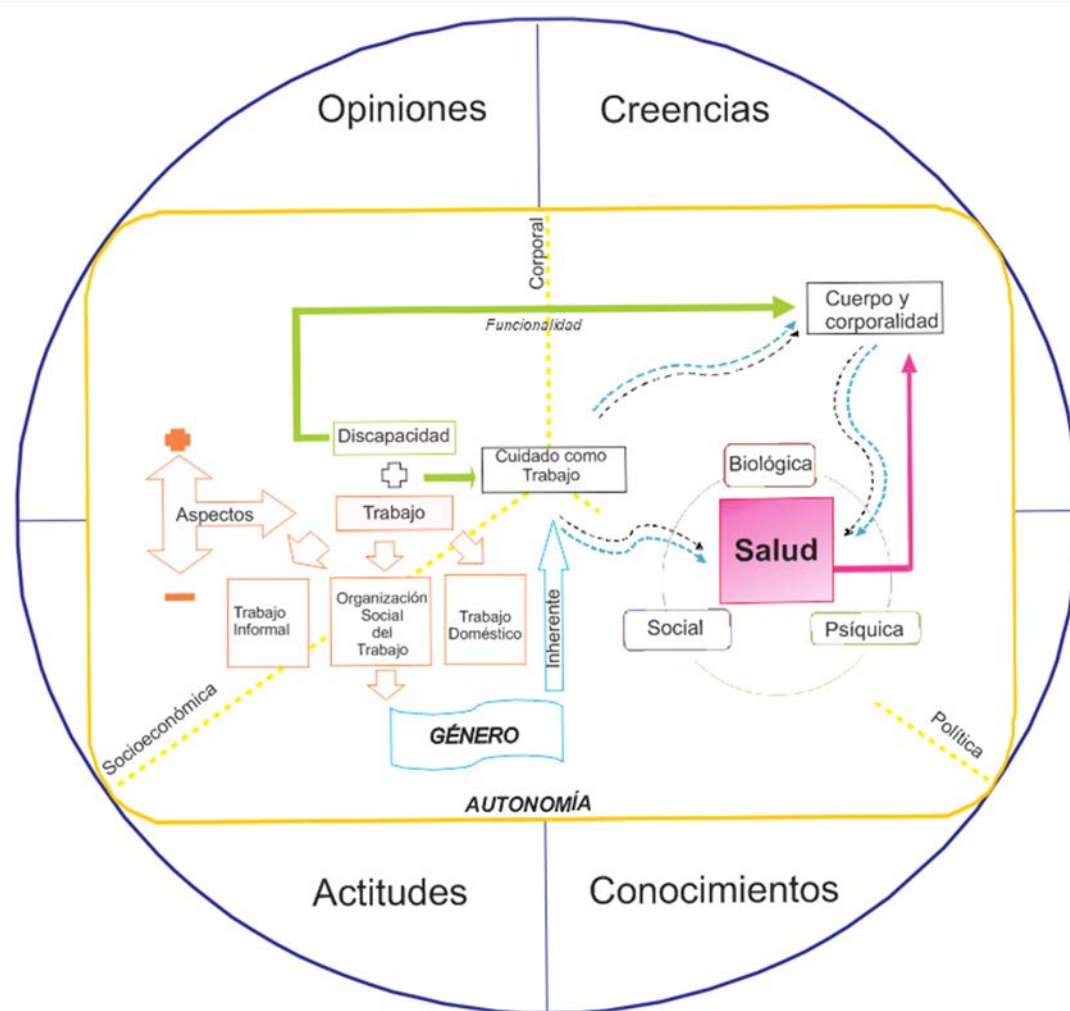 Opiniones
Creencias
Corporal
Cuerpo y
corporalidad
Funcionalidad
Discapacidad
Cuidado como
Trabajo
Biológica
Aspectos
Trabajo
Salud
Trabajo
Informal
Organización
Social
del
Trabajo
Trabajo
Doméstico
Inherente
Social
Psíquica
Socioeconómica
GÉNERO
Política
AUTONOMÍA
Actitudes
Conocimientos